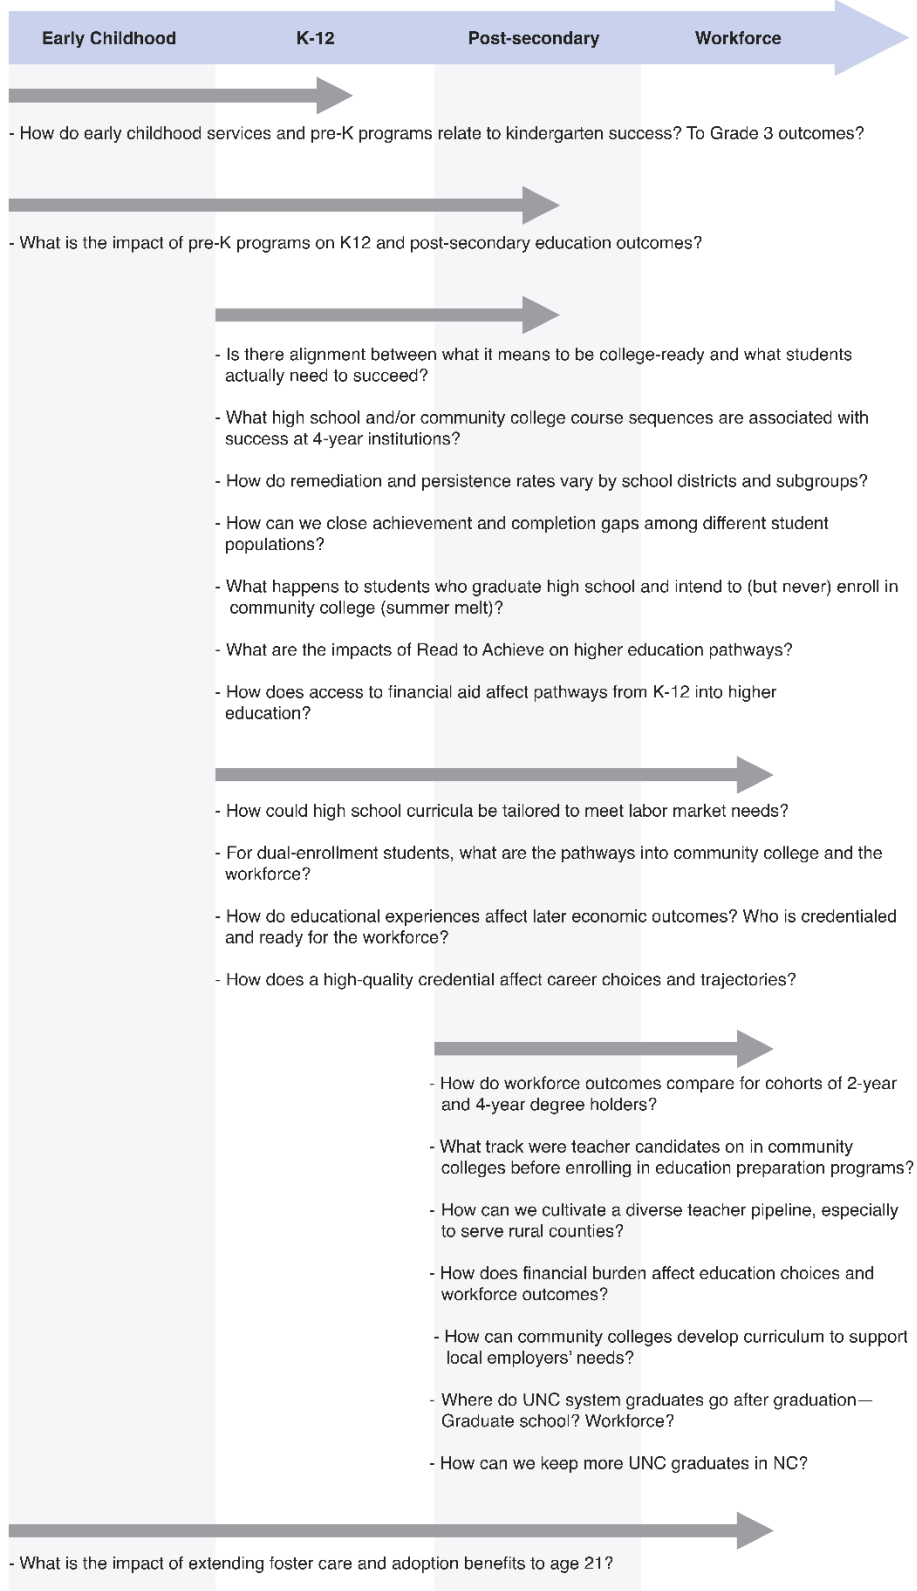 Early Childhood K-12 Post-secondary Workforce
- How do early childhood services and pre-K programs relate to kindergarten success? To Grade 3 outcomes?
- What is the impact of pre-K programs on K12 and post-secondary education outcomes?
- Is there alignment between what it means to be college-ready and what students
actually need to succeed?
- What high school and/or community college course sequences are associated with
success at 4-year institutions?
- How do remediation and persistence rates vary by school districts and subgroups?
- How can we close achievement and completion gaps among different student
populations?
- What happens to students who graduate high school and intend to (but never) enroll in
community college (summer melt)?
- What are the impacts of Read to Achieve on higher education pathways?
- How does access to financial aid affect pathways from K-12 into higher
education?
- How could high school curricula be tailored to meet labor market needs?
- For dual-enrollment students, what are the pathways into community college and the
workforce?
- How do educational experiences affect later economic outcomes? Who is credentialed
and ready for the workforce?
- How does a high-quality credential affect career choices and trajectories?
- How do workforce outcomes compare for cohorts of 2-year
and 4-year degree holders?
- What track were teacher candidates on in community
colleges before enrolling in education preparation programs?
- How can we cultivate a diverse teacher pipeline, especially
to serve rural counties?
- How does financial burden affect education choices and
workforce outcomes?
- How can community colleges develop curriculum to support
local employers' needs?
- Where do UNC system graduates go after graduation—
Graduate school? Workforce?
- How can we keep more UNC graduates in NC?
- What is the impact of extending foster care and adoption benefits to age 21?